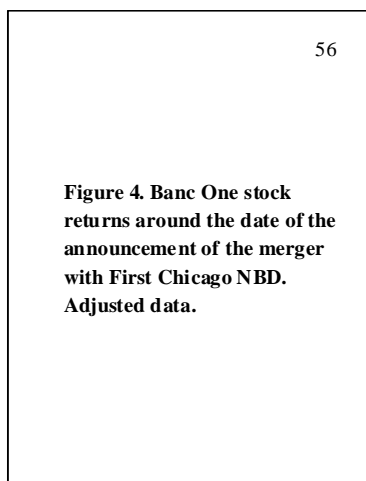 56
Figure 4. Banc One stock
returns around the date of the
announcement of the merger
with First Chicago NBD.
Adjusted data.